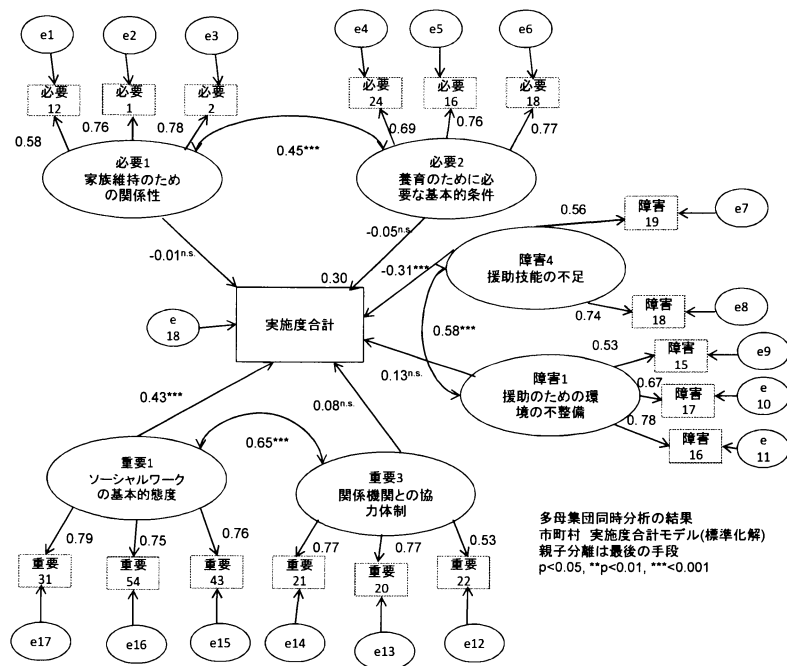 e1
e2
e3
e4
e5
e6
必要
12
必要
1
必要
2
必要
24
必要
16
必要
18
0.58
0.76
0.78
0.69
0.76
0.77
0.45***
必要1
家族維持のため
の関係性
必要2
養育のために必
要な基本的条件
-0.01n.s.
-0.05n.s.
0.30
-0.31***
障害4
援助技能の不足
0.56
障害
19
e7
0.74
障害
18
e8
e
18
実施度合計
0.58***
0.13n.s.
障害1
援助のための環
境の不整備
0.53
障害
15
e9
0.67
障害
17
e
10
0.78
障害
16
e
11
0.43***
0.08n.s.
0.65***
重要1
ソーシャルワーク
の基本的態度
重要3
関係機関との協
力体制
0.79
0.75
0.76
0.77
0.77
0.53
重要
31
重要
54
重要
43
重要
21
重要
20
重要
22
e17
e16
e15
e14
e13
e12
多母集団同時分析の結果
市町村 実施度合計モデル(標準化解)
親子分離は最後の手段
p<0.05, **p<0.01, ***<0.001